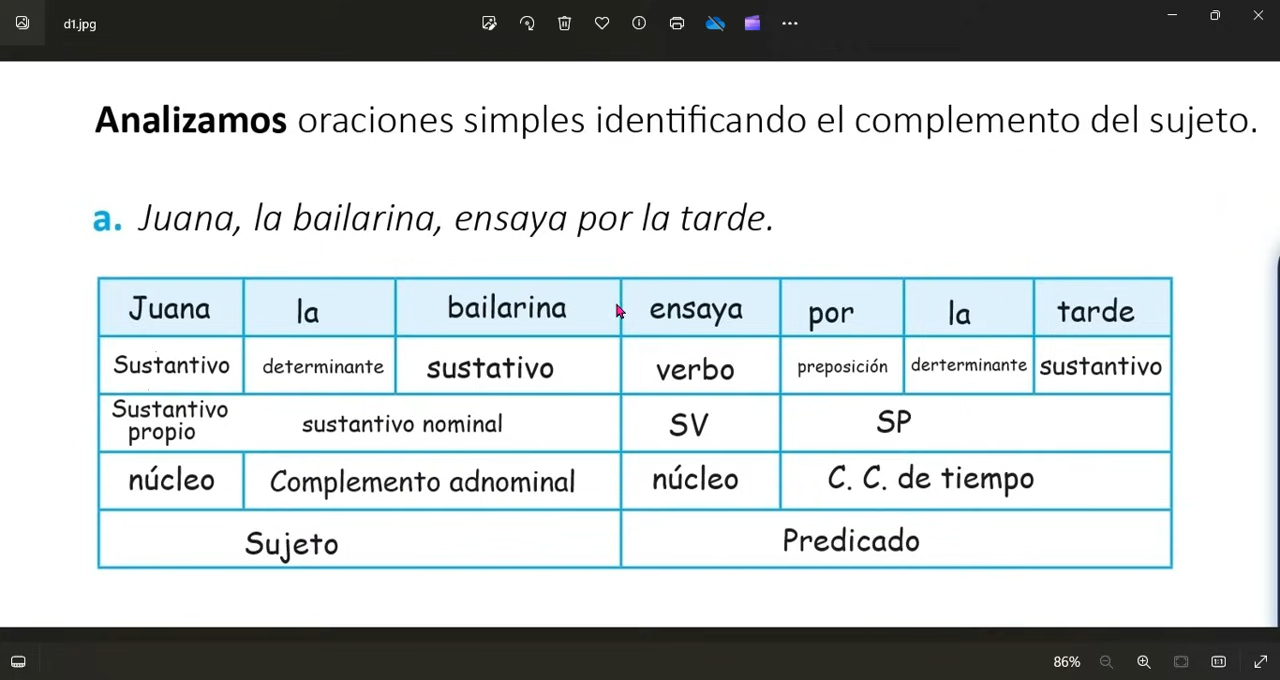 d1.jpg
Analizamos oraciones simples identificando el complemento del sujeto.
a. Juana, la bailarina, ensaya por la tarde.
Juana la bailarina ensaya por la tarde
Sustantivo determinante sustativo verbo preposición derterminante sustantivo
Sustantivo propio sustantivo nominal SV SP
núcleo Complemento adnominal núcleo C. C. de tiempo
Sujeto Predicado
86%